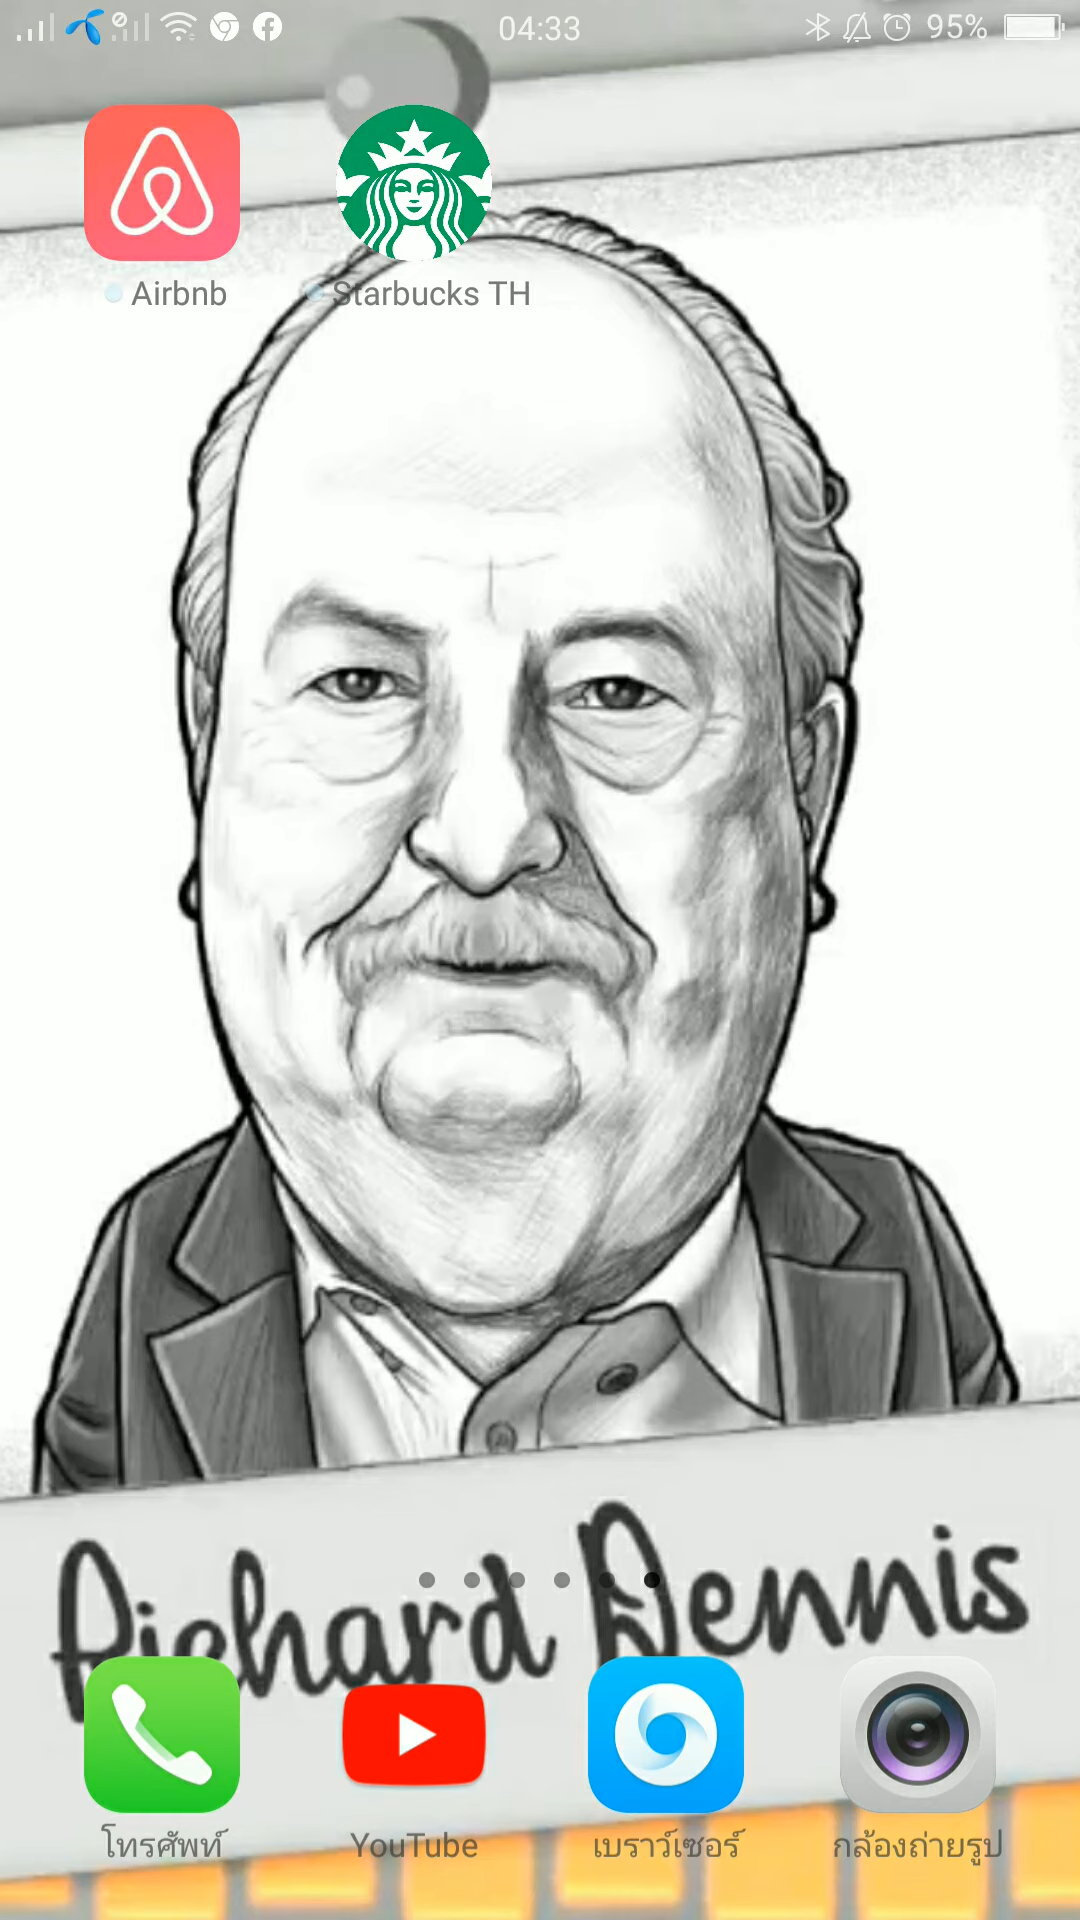 04:33
95%
Airbnb
Starbucks TH
Richard Dennis
โทรศัพท์
YouTube
เบราว์เซอร์
กล้องถ่ายรูป